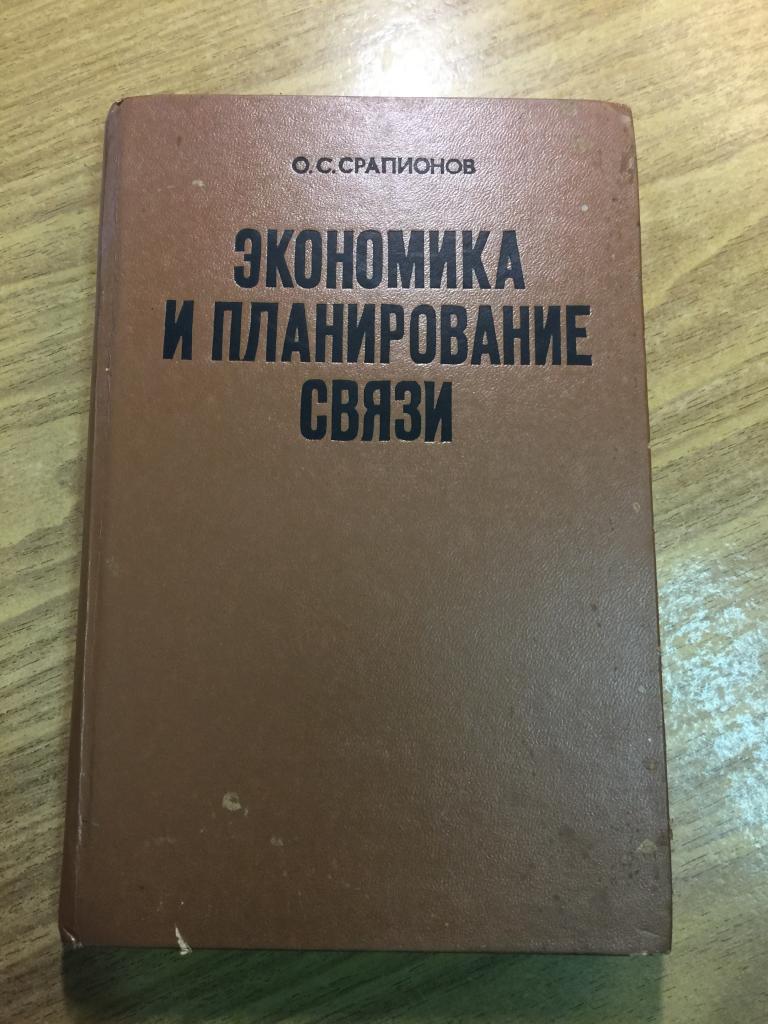 О. С. СРАПИОНОВ
ЭКОНОМИКА
И ПЛАНИРОВАНИЕ
СВЯЗИ